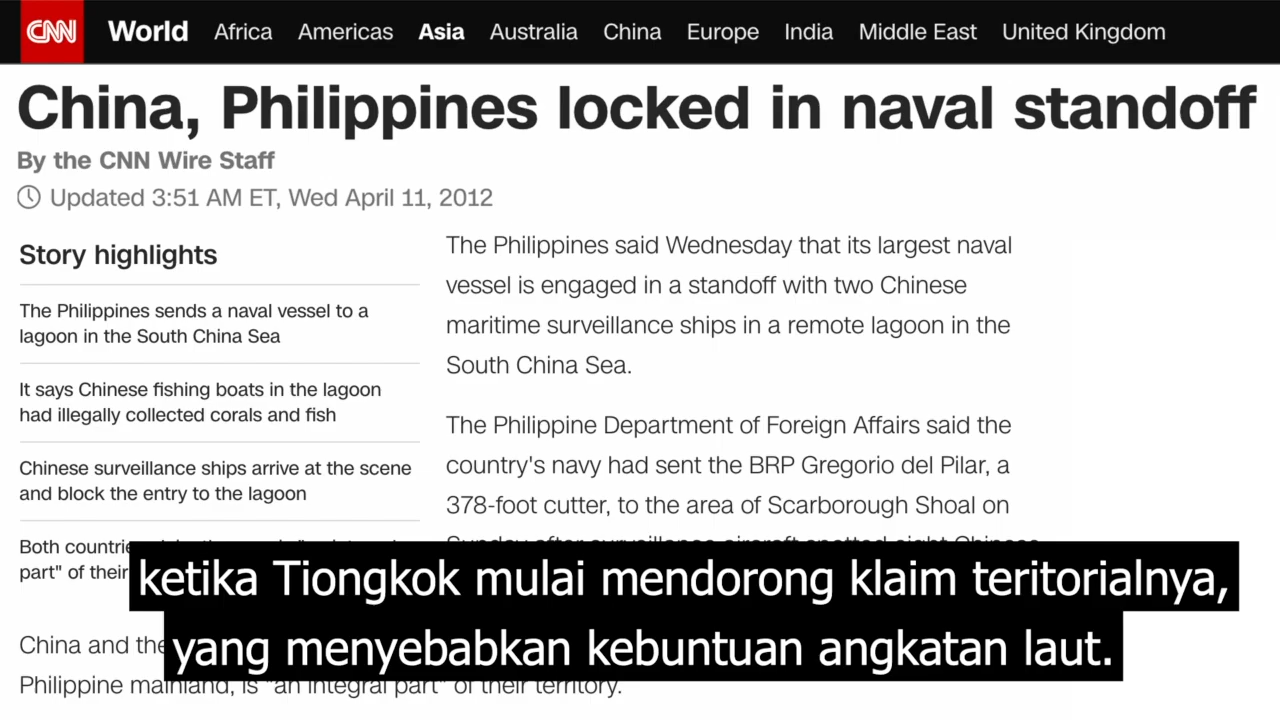 CNN World Africa Americas Asia Australia China Europe India Middle East United Kingdom
China, Philippines locked in naval standoff
By the CNN Wire Staff
Updated 3:51 AM ET, Wed April 11, 2012
Story highlights
The Philippines sends a naval vessel to a
lagoon in the South China Sea
It says Chinese fishing boats in the lagoon
had illegally collected corals and fish
Chinese surveillance ships arrive at the scene
and block the entry to the lagoon
Both
part" of their
The Philippines said Wednesday that its largest naval
vessel is engaged in a standoff with two Chinese
maritime surveillance ships in a remote lagoon in the
South China Sea.
The Philippine Department of Foreign Affairs said the
country's navy had sent the BRP Gregorio del Pilar, a
378-foot cutter, to the area of Scarborough Shoal on
China and the
Philippine mainland, is "an integral part" of their territory.
ketika Tiongkok mulai mendorong klaim teritorialnya,
yang menyebabkan kebuntuan angkatan laut.